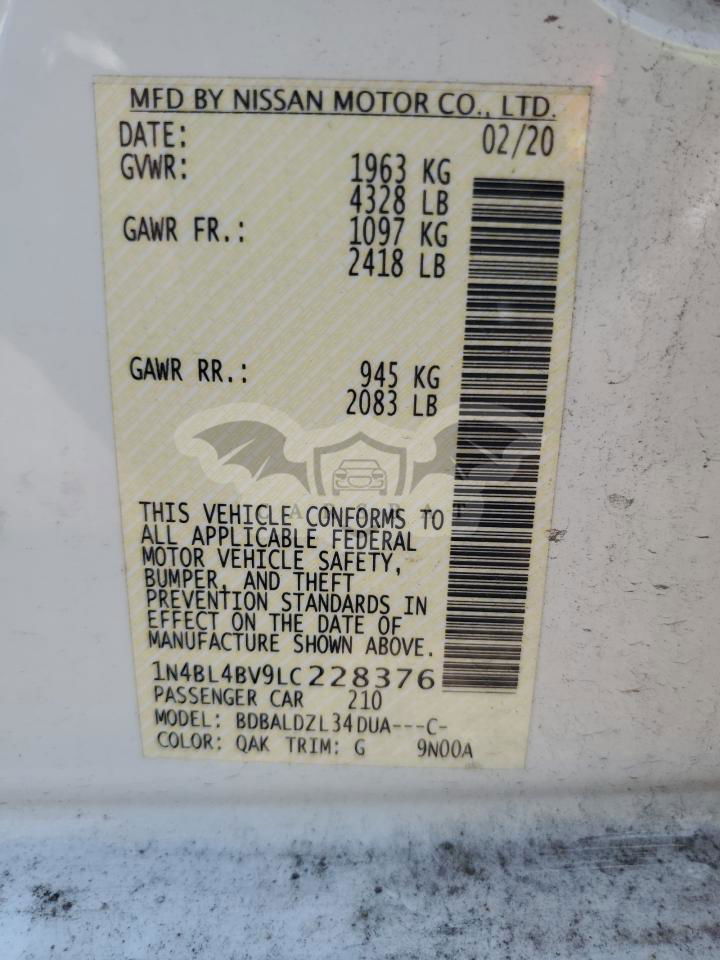 MFD BY NISSAN MOTOR CO., LTD.
DATE: 02/20
GVWR: 1963 KG
4328 LB
GAWR FR.: 1097 KG
2418 LB
GAWR RR.: 945 KG
2083 LB
THIS VEHICLE CONFORMS TO
ALL APPLICABLE FEDERAL
MOTOR VEHICLE SAFETY,
BUMPER, AND THEFT
PREVENTION STANDARDS IN
EFFECT ON THE DATE OF
MANUFACTURE SHOWN ABOVE.
1N4BL4BV9LC228376
PASSENGER CAR 210
MODEL: BDBALDZL34DUA---C-
COLOR: QAK TRIM: G 9N00A